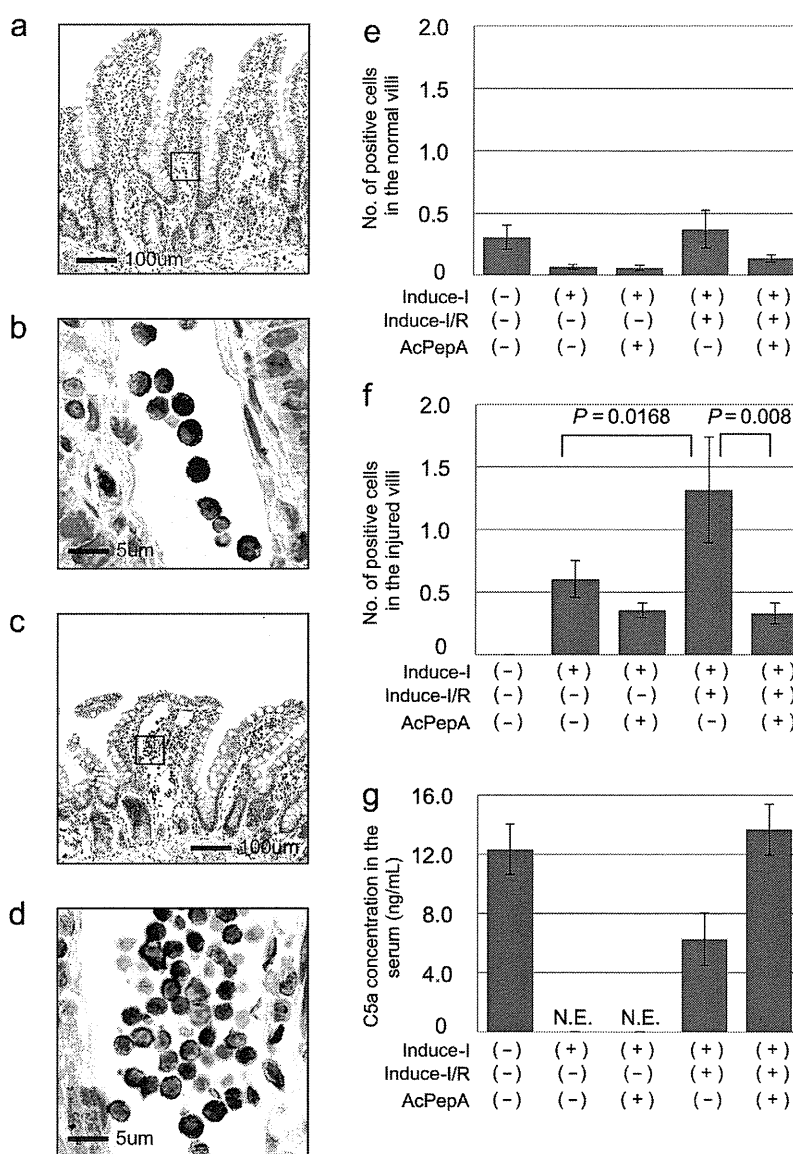 a
100um
b
5um
c
100um
d
5um
e
No. of positive cells
in the normal villi
2.0
1.5
1.0
0.5
0
Induce-I (-) (+) (+) (+) (+)
Induce-I/R (-) (-) (-) (+) (+)
AcPepA (-) (-) (+) (-) (+)
f
No. of positive cells
in the injured villi
2.0
1.5
1.0
0.5
0
P = 0.0168 P = 0.008
Induce-I (-) (+) (+) (+) (+)
Induce-I/R (-) (-) (-) (+) (+)
AcPepA (-) (-) (+) (-) (+)
g
C5a concentration in the
serum (ng/mL)
16.0
12.0
8.0
4.0
0
N.E. N.E.
Induce-I (-) (+) (+) (+) (+)
Induce-I/R (-) (-) (-) (+) (+)
AcPepA (-) (-) (+) (-) (+)